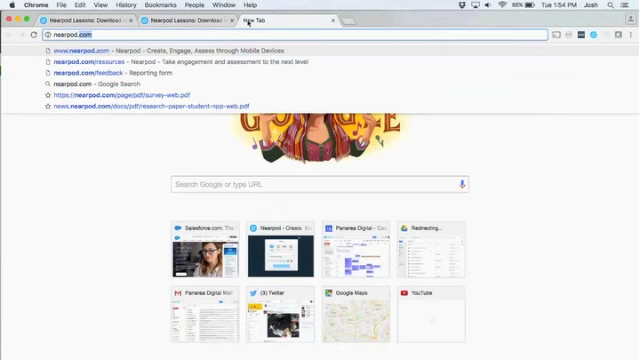 Chrome File Edit View History Bookmarks People Window Help
Tue 1:54 PM Josh
Nearpod Lessons: Download r
Nearpod Lessons: Download r
New Tab
nearpod.com
www.nearpod.com - Nearpod - Create, Engage, Assess through Mobile Devices
nearpod.com/resources - Nearpod - Take engagement and assessment to the next level
nearpod.com/feedback - Reporting form
nearpod.com - Google Search
https://nearpod.com/page/pdf/survey-web.pdf
news.nearpod.com/docs/pdf/research-paper-student-npp-web.pdf
Search Google or type URL
Salesforce.com: The
Nearpod - Create, E
Panarea Digital - Ca
Redirecting...
Panarea Digital Mail
(3) Twitter
Google Maps
YouTube